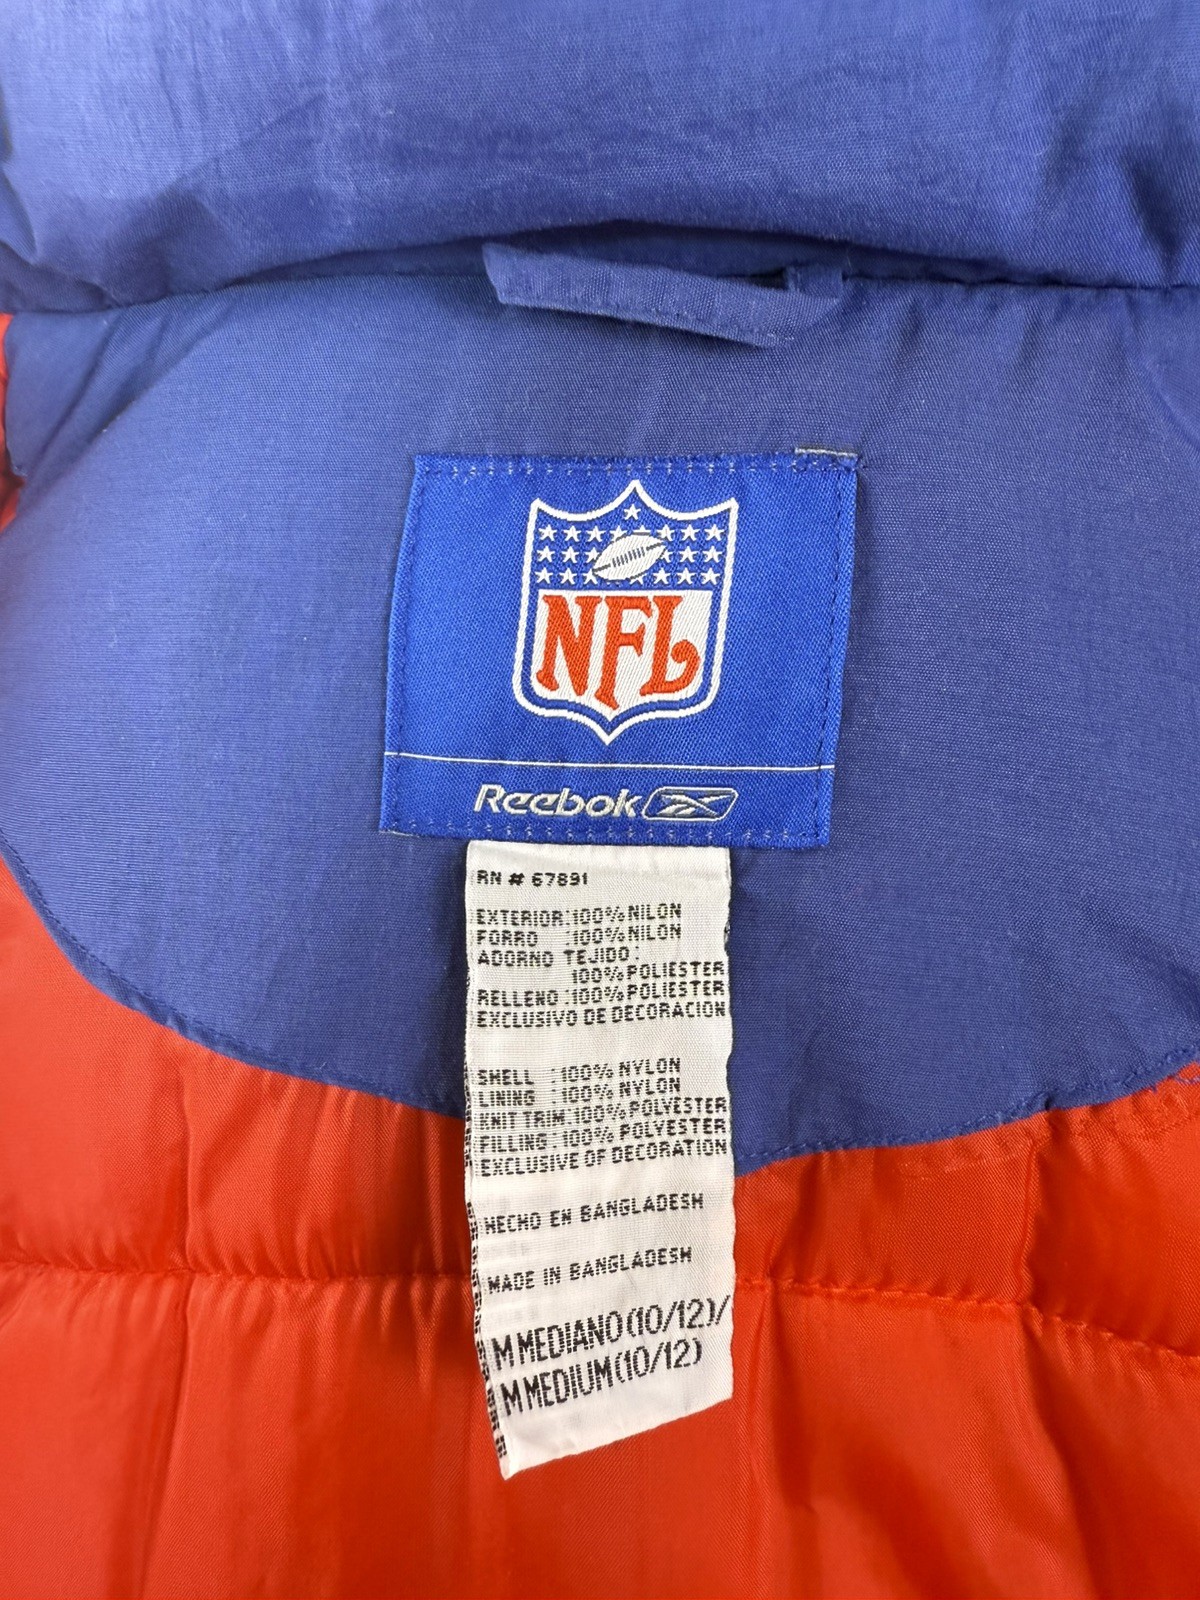 NFL
Reebok
RN # 67891
EXTERIOR:100%NILON
FORRO :100%NILON
ADORNO TEJIDO:
100%POLIESTER
RELLENO:100%POLIESTER
EXCLUSIVO DE DECORACION
SHELL :100% NYLON
LINING :100% NYLON
KNIT TRIM:100% POLYESTER
FILLING:100% POLYESTER
EXCLUSIVE OF DECORATION
HECHO EN BANGLADESH
MADE IN BANGLADESH
M MEDIANO(10/12)/
M MEDIUM(10/12)